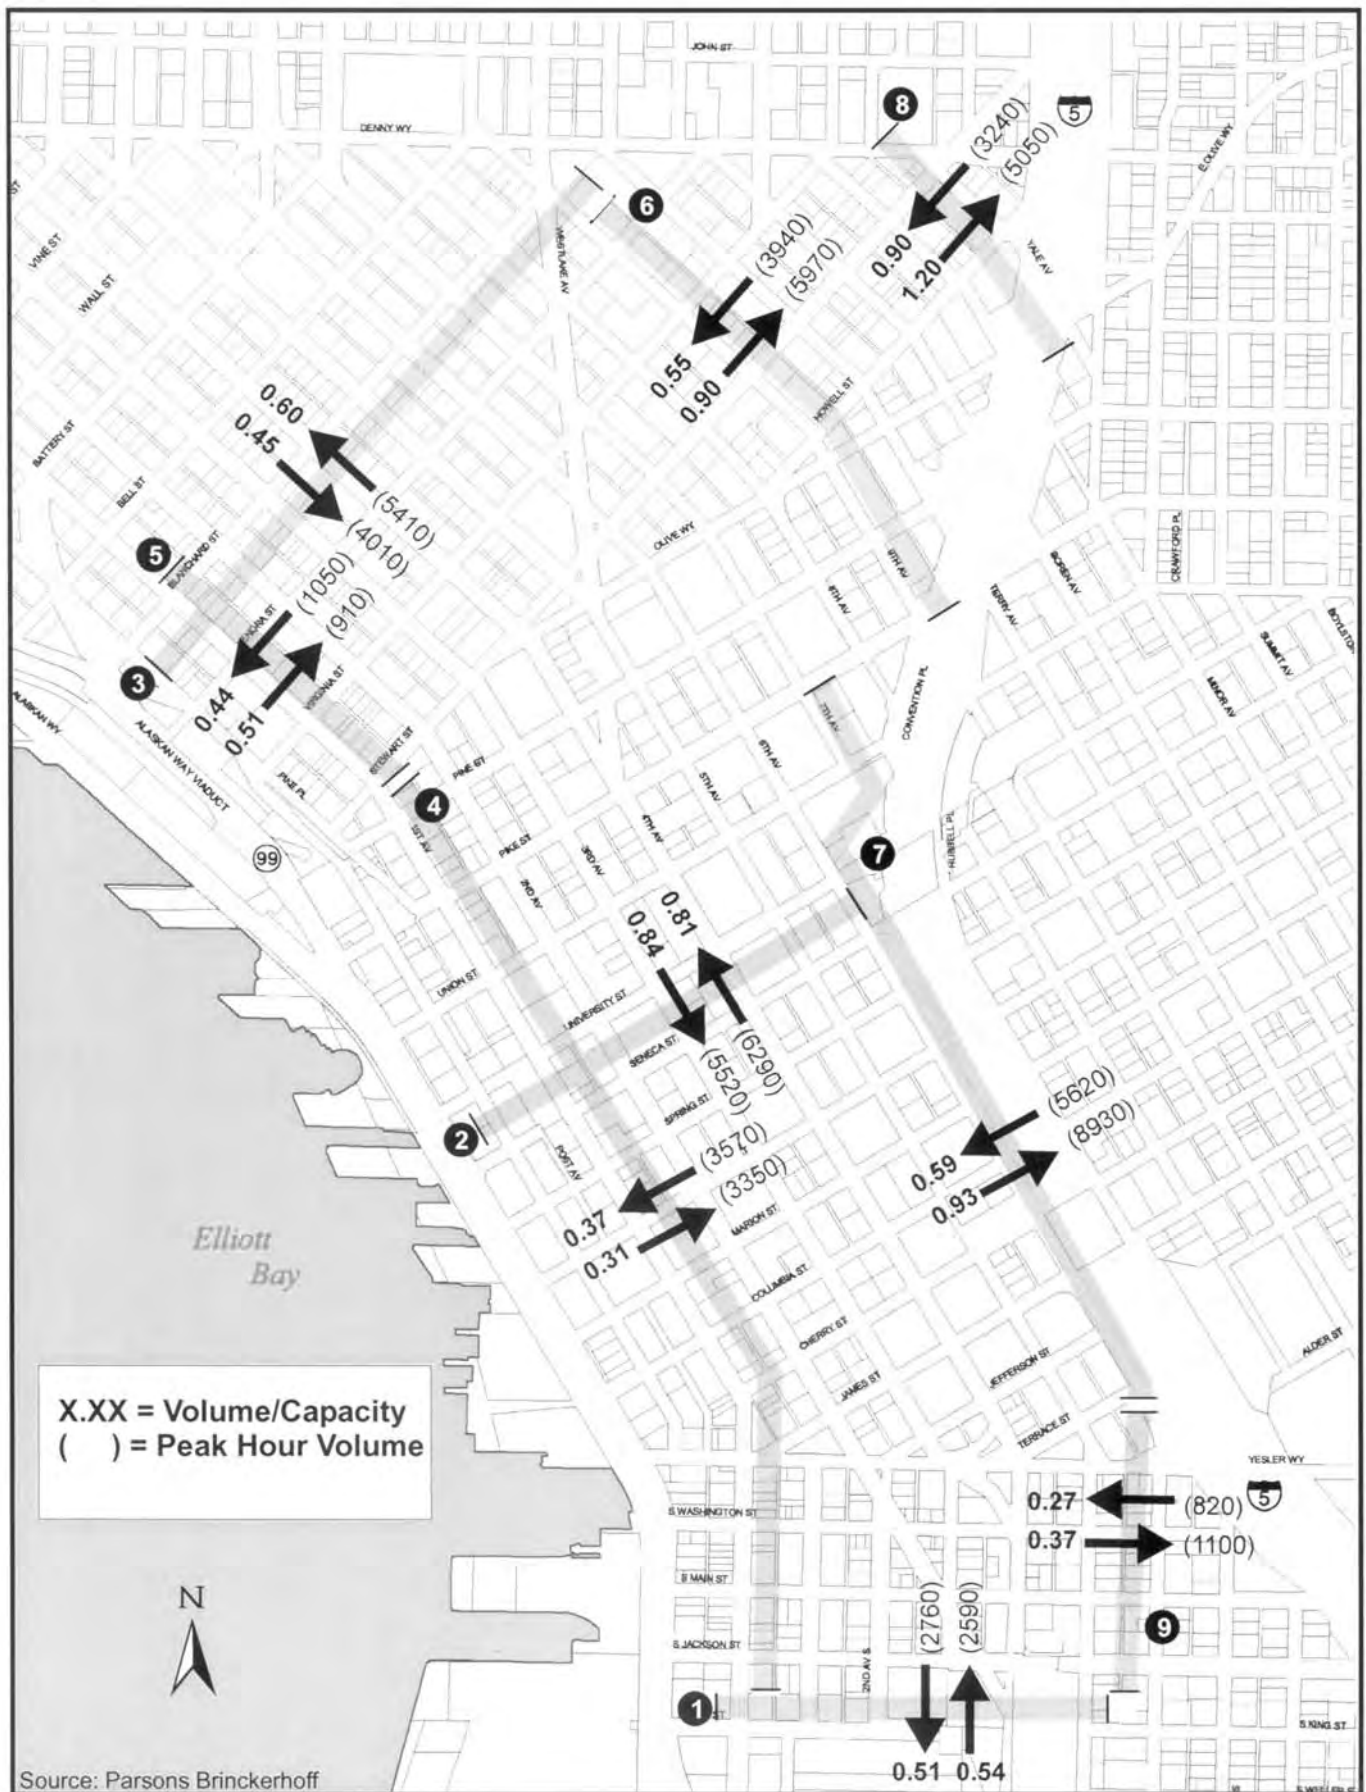 JOHN ST
8
(3240)
(5050)
5
DENNY WY
E OLIVE WY
ST
6
VINE ST
WESTLAKE AV
(3940)
(5970)
0.90
1.20
YALE AV
WALL ST
0.55
0.90
HOWELL ST
0.60
0.45
BATTERY ST
BELL ST
(5410)
(4010)
OLIVE WY
CRAWFORD PL
5
BLANCHARD ST
9TH AV
BOREN AV
TERRY AV
8TH AV
(1050)
(910)
BOYLSTON
SUMMIT AV
MINOR AV
3
VIRGINIA ST
0.44
0.51
ALASKAN WY
ALASKAN WAY VIADUCT
STEWART ST
PINE ST
PIKE PL
7TH AV
CONVENTION PL
6TH AV
5TH AV
4
1ST AV
PIKE ST
4TH AV
3RD AV
2ND AV
HUBBELL PL
7
99
0.81
0.84
UNION ST
UNIVERSITY ST
SENECA ST
(6290)
(5520)
SPRING ST
2
POST AV
(3570)
(3350)
(5620)
(8930)
0.59
0.93
0.37
0.31
MARION ST
Elliott
Bay
COLUMBIA ST
CHERRY ST
JAMES ST
JEFFERSON ST
ALDER ST
TERRACE ST
X.XX = Volume/Capacity
( ) = Peak Hour Volume
YESLER WY
0.27
(820)
5
S WASHINGTON ST
0.37
(1100)
S MAIN ST
(2760)
(2590)
N
S JACKSON ST
9
2ND AV S
1
ST
S KING ST
0.51 0.54
Source: Parsons Brinckerhoff
S WELLER ST